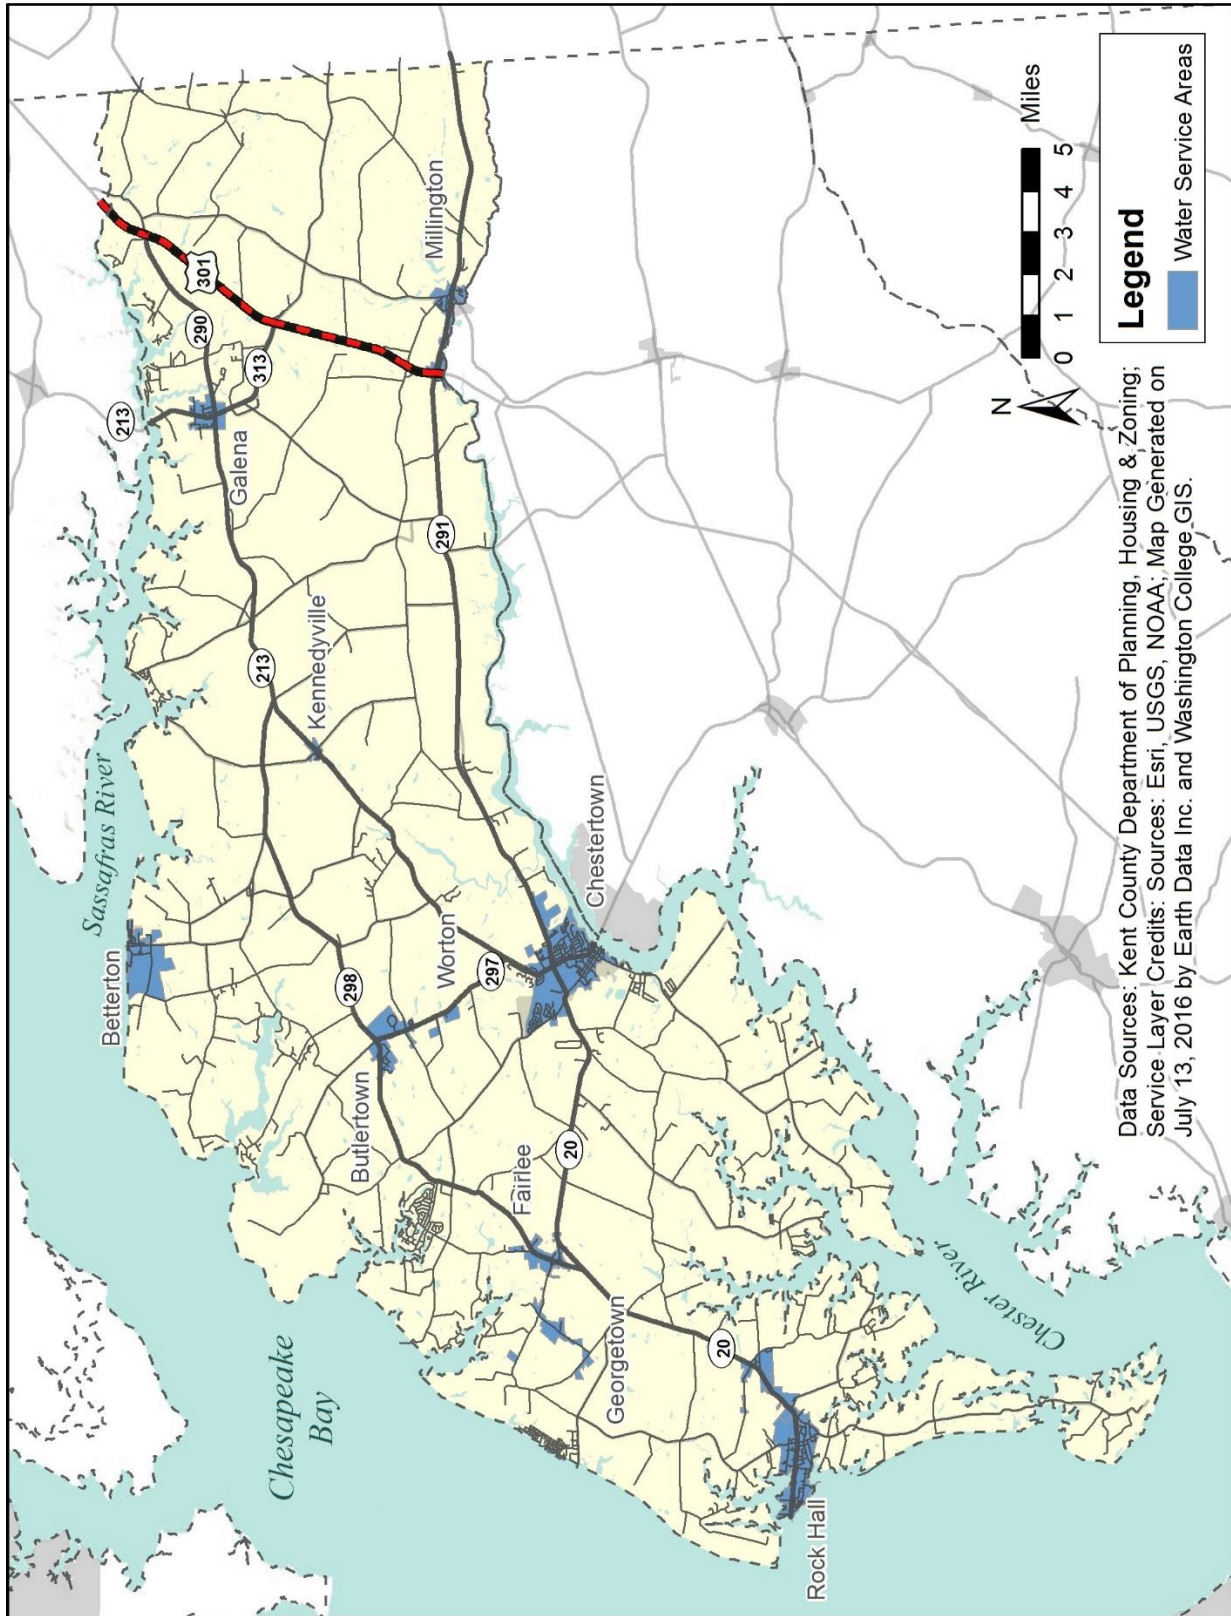 213
290
301
313
Galena
Millington
291
213
Kennedyville
Sassafras River
Betterton
298
Worton
297
Chestertown
Butlertown
Fairlee
20
Georgetown
20
Rock Hall
Chesapeake
Bay
Chester River
N
0 1 2 3 4 5 Miles
Legend
Water Service Areas
Data Sources: Kent County Department of Planning, Housing & Zoning;
Service Layer Credits: Sources: Esri, USGS, NOAA; Map Generated on
July 13, 2016 by Earth Data Inc. and Washington College GIS.